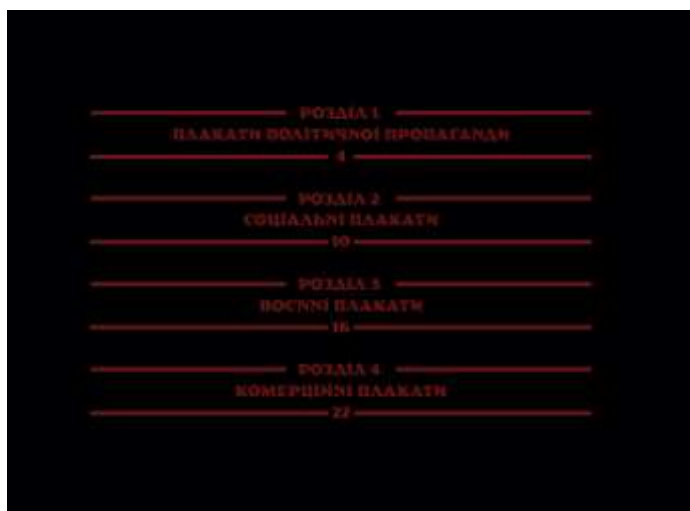 РОЗДІЛ 1
ПЛАКАТИ ПОЛІТИЧНОЇ ПРОПАГАНДИ
4
РОЗДІЛ 2
СОЦІАЛЬНІ ПЛАКАТИ
10
РОЗДІЛ 3
ВОЄННІ ПЛАКАТИ
16
РОЗДІЛ 4
КОМЕРЦІЙНІ ПЛАКАТИ
22